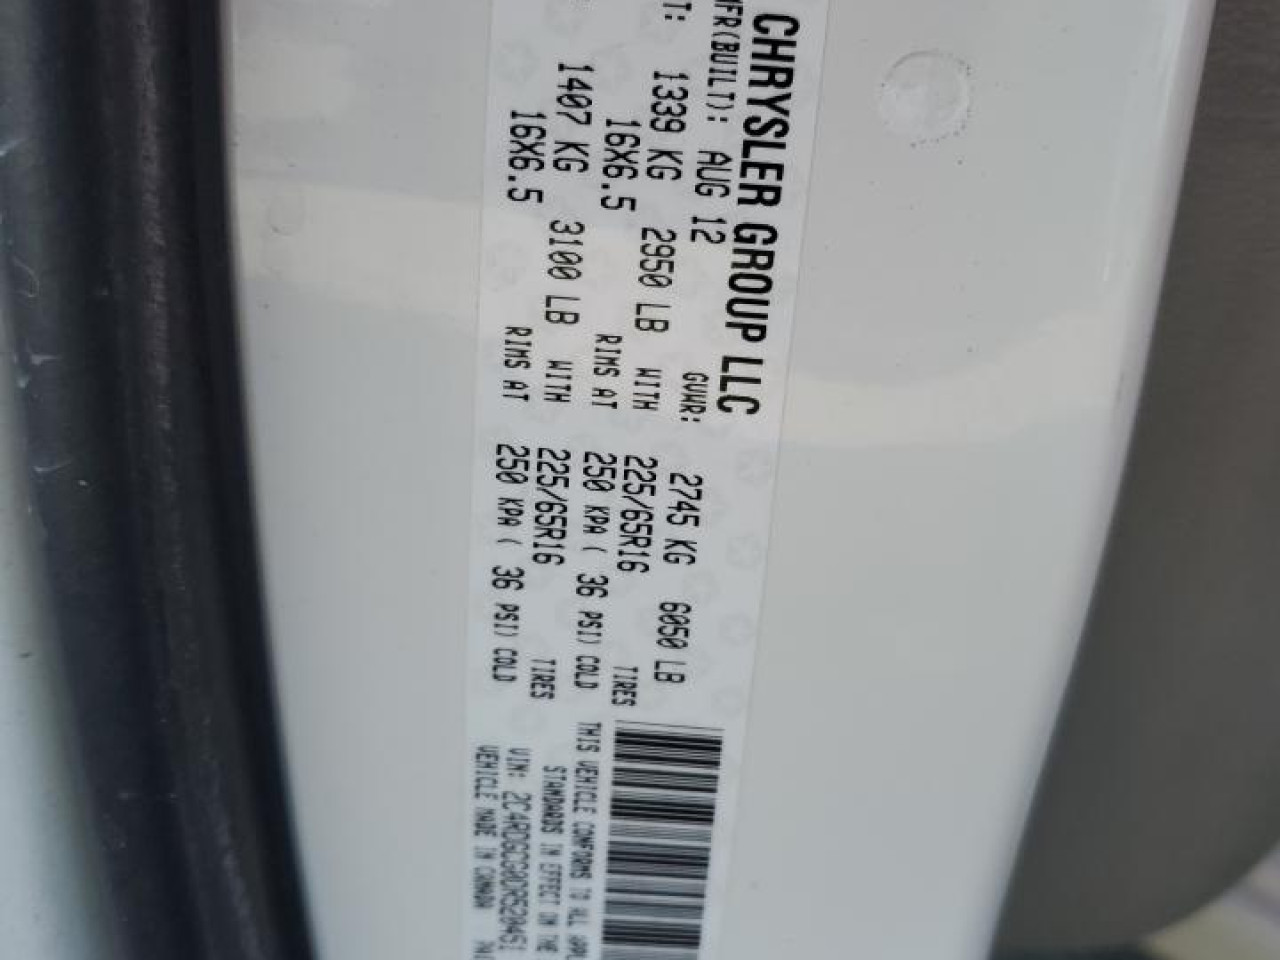 CHRYSLER GROUP LLC
MFR(BUILT): AUG 12 GVWR: 2745 KG 6050 LB
T: 1339 KG 2950 LB WITH 225/65R16 TIRES
16X6.5 RIMS AT 250 KPA ( 36 PSI) COLD
1407 KG 3100 LB WITH 225/65R16 TIRES
16X6.5 RIMS AT 250 KPA ( 36 PSI) COLD
THIS VEHICLE CONFORMS TO ALL
STANDARDS IN EFFECT ON THE
VIN:
VEHICLE MADE IN CANADA